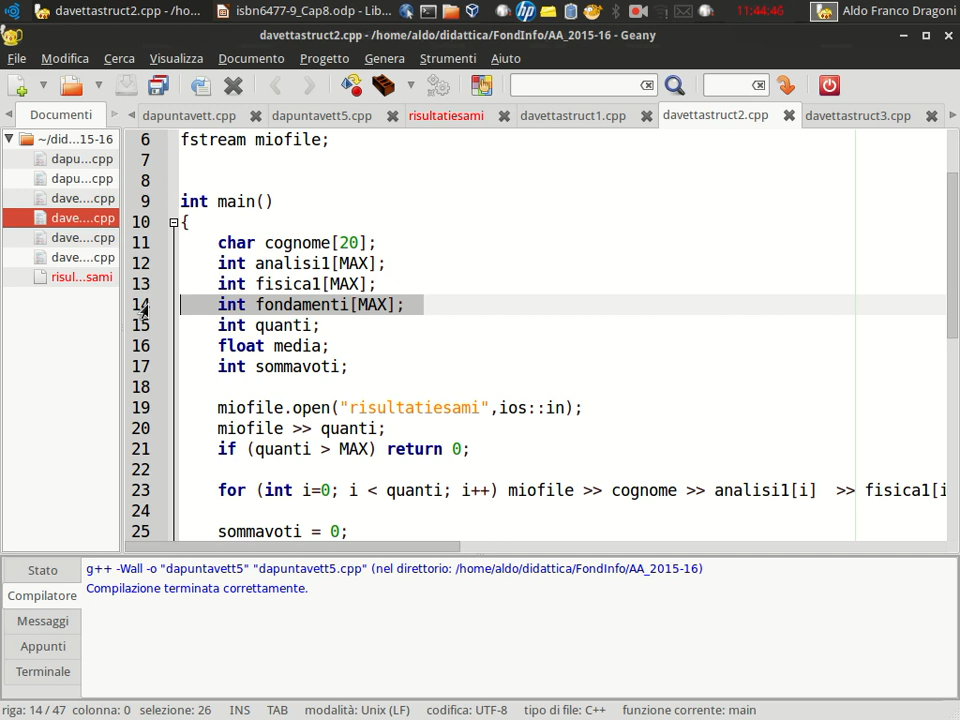 davettastruct2.cpp - /ho...
isbn6477-9_Cap8.odp - Lib...
11:44:46
Aldo Franco Dragoni
davettastruct2.cpp - /home/aldo/didattica/FondInfo/AA_2015-16 - Geany
File Modifica Cerca Visualizza Documento Progetto Genera Strumenti Aiuto
Documenti
dapuntavett.cpp dapuntavett5.cpp risultatiesami davettastruct1.cpp davettastruct2.cpp davettastruct3.cpp
~/did...15-16
dapu...cpp
dapu...cpp
dave....cpp
dave....cpp
dave....cpp
dave....cpp
risul...sami
6 fstream miofile;
7
8
9 int main()
10 {
11 char cognome[20];
12 int analisi1[MAX];
13 int fisica1[MAX];
14 int fondamenti[MAX];
15 int quanti;
16 float media;
17 int sommavoti;
18
19 miofile.open("risultatiesami",ios::in);
20 miofile >> quanti;
21 if (quanti > MAX) return 0;
22
23 for (int i=0; i < quanti; i++) miofile >> cognome >> analisi1[i]  >> fisica1[i
24
25 sommavoti = 0;
Stato
Compilatore
Messaggi
Appunti
Terminale
g++ -Wall -o "dapuntavett5" "dapuntavett5.cpp" (nel direttorio: /home/aldo/didattica/FondInfo/AA_2015-16)
Compilazione terminata correttamente.
riga: 14 / 47 colonna: 0 selezione: 26 INS TAB modalità: Unix (LF) codifica: UTF-8 tipo di file: C++ funzione corrente: main